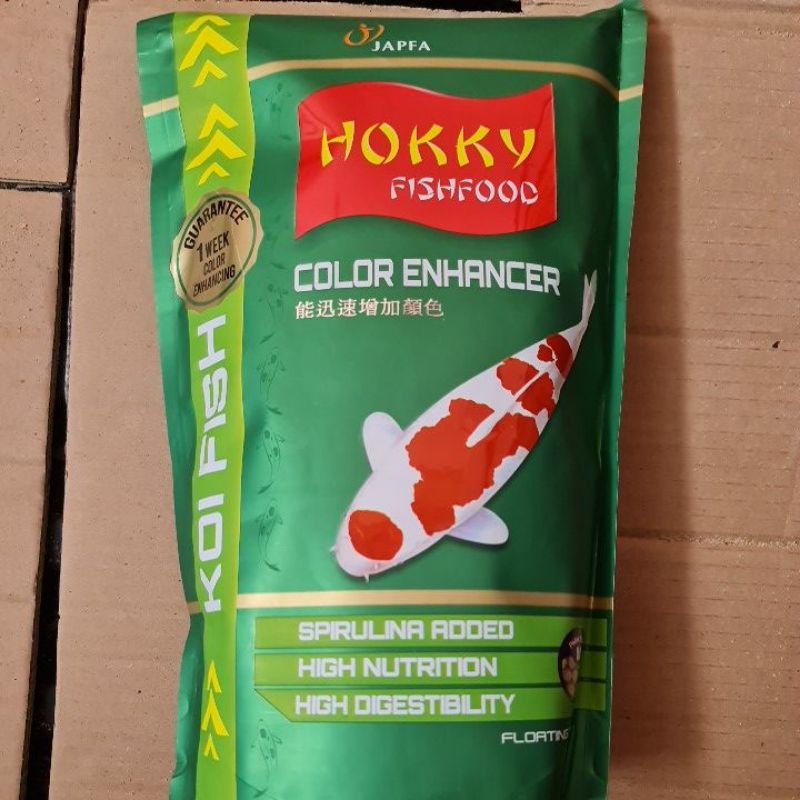 JAPFA
HOKKY
FISHFOOD
GUARANTEE
1 WEEK
COLOR
ENHANCING
COLOR ENHANCER
能迅速增加顏色
KOI FISH
SPIRULINA ADDED
HIGH NUTRITION
HIGH DIGESTIBILITY
FLOATING